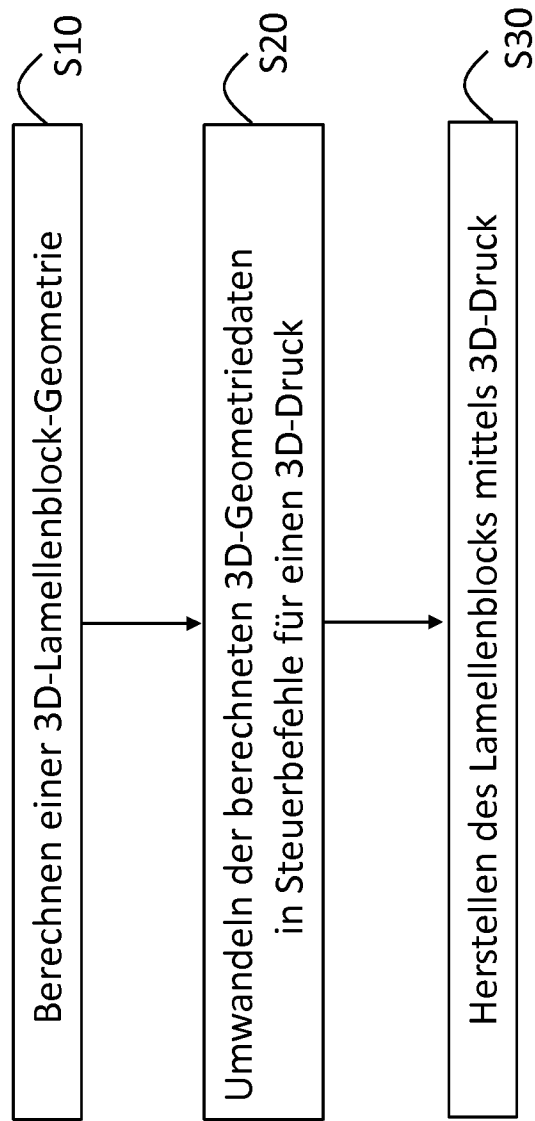 Berechnen einer 3D-Lamellenblock-Geometrie
S10
Umwandeln der berechneten 3D-Geometriedaten
in Steuerbefehle für einen 3D-Druck
S20
Herstellen des Lamellenblocks mittels 3D-Druck
S30